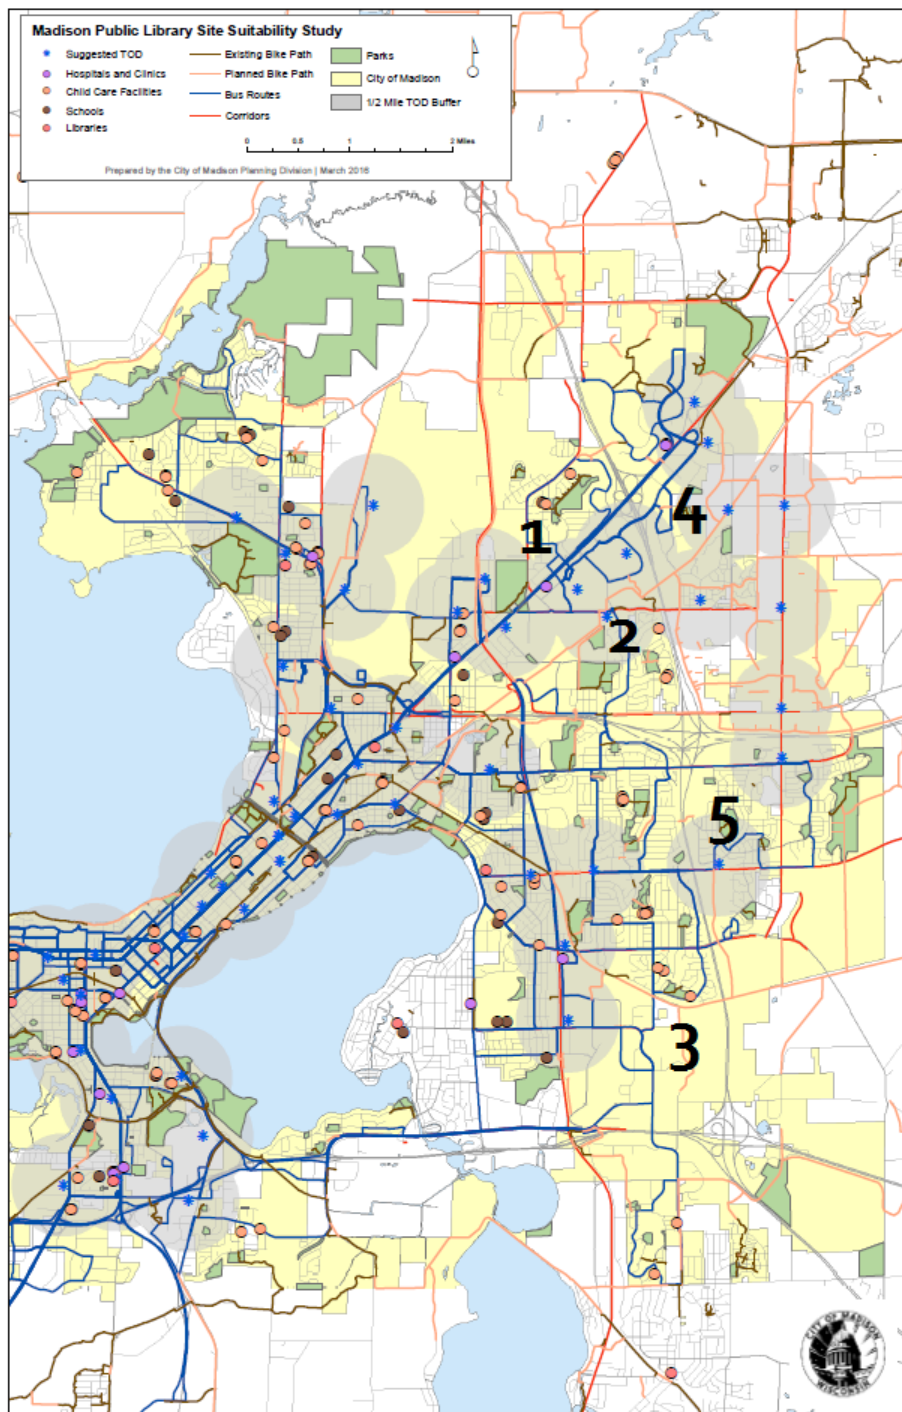 Madison Public Library Site Suitability Study
Suggested TOD
Hospitals and Clinics
Child Care Facilities
Schools
Libraries
Existing Bike Path
Planned Bike Path
Bus Routes
Corridors
Parks
City of Madison
1/2 Mile TOD Buffer
0 0.5 1 2 Miles
Prepared by the City of Madison Planning Division | March 2016
4
1
2
5
3
CITY OF MADISON
WISCONSIN